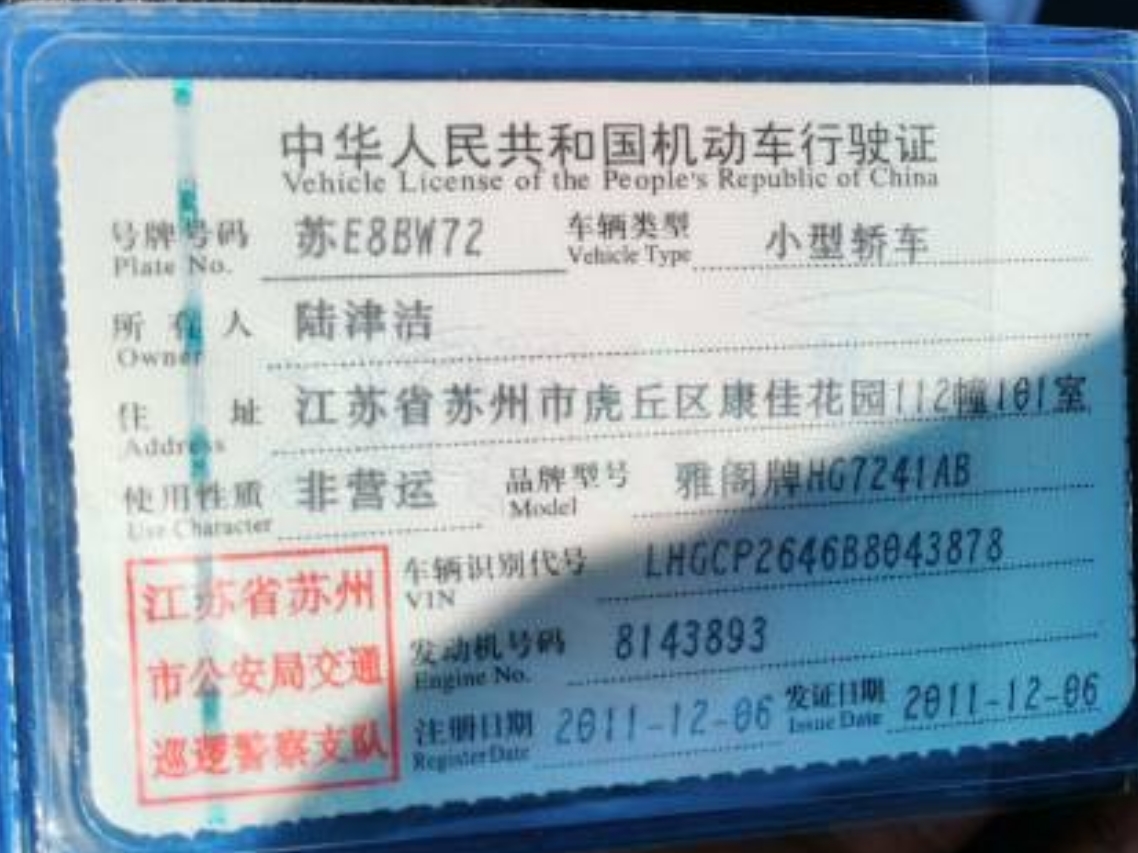 中华人民共和国机动车行驶证
Vehicle License of the People's Republic of China
号牌号码 苏E8BW72 车辆类型 小型轿车
Plate No. Vehicle Type
所有人 陆津洁
Owner
住址 江苏省苏州市虎丘区康佳花园112幢101室
Address
使用性质 非营运 品牌型号 雅阁牌HG7241AB
Use Character Model
车辆识别代号 LHGCP2646B8043878
VIN
发动机号码 8143893
Engine No.
注册日期 2011-12-06 发证日期 2011-12-06
Register Date Issue Date
江苏省苏州
市公安局交通
巡逻警察支队